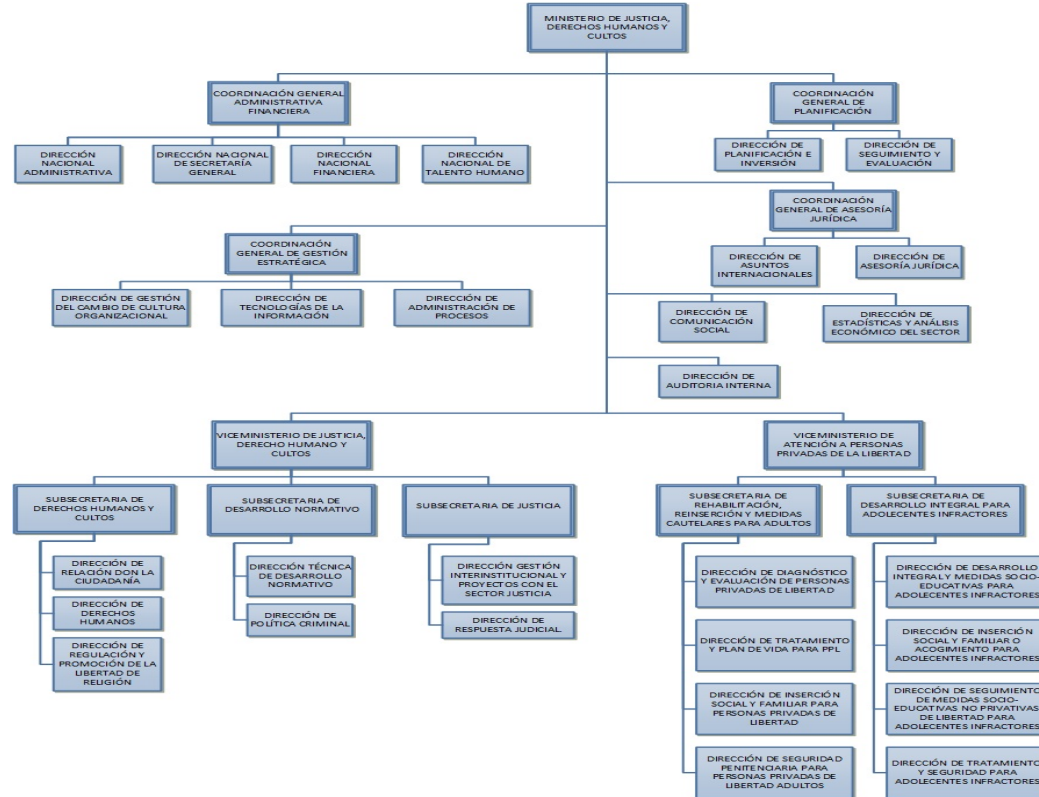 MINISTERIO DE JUSTICIA,
DERECHOS HUMANOS Y
CULTOS
COORDINACIÓN GENERAL
ADMINISTRATIVA
FINANCIERA
COORDINACIÓN
GENERAL DE
PLANIFICACIÓN
DIRECCIÓN
NACIONAL
ADMINISTRATIVA
DIRECCIÓN NACIONAL
DE SECRETARÍA
GENERAL
DIRECCIÓN
NACIONAL
FINANCIERA
DIRECCIÓN
NACIONAL DE
TALENTO HUMANO
DIRECCIÓN DE
PLANIFICACIÓN E
INVERSIÓN
DIRECCIÓN DE
SEGUIMIENTO Y
EVALUACIÓN
COORDINACIÓN
GENERAL DE ASESORÍA
JURÍDICA
COORDINACIÓN
GENERAL DE GESTIÓN
ESTRATÉGICA
DIRECCIÓN DE
ASUNTOS
INTERNACIONALES
DIRECCIÓN DE
ASESORÍA JURÍDICA
DIRECCIÓN DE GESTIÓN
DEL CAMBIO DE CULTURA
ORGANIZACIONAL
DIRECCIÓN DE
TECNOLOGÍAS DE LA
INFORMACIÓN
DIRECCIÓN DE
ADMINISTRACIÓN DE
PROCESOS
DIRECCIÓN DE
COMUNICACIÓN
SOCIAL
DIRECCIÓN DE
ESTADÍSTICAS Y ANÁLISIS
ECONÓMICO DEL SECTOR
DIRECCIÓN DE
AUDITORIA INTERNA
VICEMINISTERIO DE JUSTICIA,
DERECHO HUMANO Y
CULTOS
VICEMINISTERIO DE
ATENCIÓN A PERSONAS
PRIVADAS DE LA LIBERTAD
SUBSECRETARIA DE
DERECHOS HUMANOS Y
CULTOS
SUBSECRETARIA DE
DESARROLLO NORMATIVO
SUBSECRETARIA DE JUSTICIA
SUBSECRETARIA DE
REHABILITACIÓN,
REINSERCIÓN Y MEDIDAS
CAUTELARES PARA ADULTOS
SUBSECRETARIA DE
DESARROLLO INTEGRAL PARA
ADOLECENTES INFRACTORES
DIRECCIÓN DE
RELACIÓN DON LA
CIUDADANÍA
DIRECCIÓN DE
DERECHOS
HUMANOS
DIRECCIÓN DE
REGULACIÓN Y
PROMOCIÓN DE LA
LIBERTAD DE
RELIGIÓN
DIRECCIÓN TÉCNICA
DE DESARROLLO
NORMATIVO
DIRECCIÓN DE
POLÍTICA CRIMINAL
DIRECCIÓN GESTIÓN
INTERINSTITUCIONAL Y
PROYECTOS CON EL
SECTOR JUSTICIA
DIRECCIÓN DE
RESPUESTA JUDICIAL.
DIRECCIÓN DE DIAGNÓSTICO
Y EVALUACIÓN DE PERSONAS
PRIVADAS DE LIBERTAD
DIRECCIÓN DE TRATAMIENTO
Y PLAN DE VIDA PARA PPL
DIRECCIÓN DE INSERCIÓN
SOCIAL Y FAMILIAR PARA
PERSONAS PRIVADAS DE
LIBERTAD
DIRECCIÓN DE SEGURIDAD
PENITENCIARIA PARA
PERSONAS PRIVADAS DE
LIBERTAD ADULTOS
DIRECCIÓN DE DESARROLLO
INTEGRAL Y MEDIDAS SOCIO-
EDUCATIVAS PARA
ADOLECENTES INFRACTORES
DIRECCIÓN DE INSERCIÓN
SOCIAL Y FAMILIAR O
ACOGIMIENTO PARA
ADOLECENTES INFRACTORES
DIRECCIÓN DE SEGUIMIENTO
DE MEDIDAS SOCIO-
EDUCATIVAS NO PRIVATIVAS
DE LIBERTAD PARA
ADOLECENTES INFRACTORES
DIRECCIÓN DE TRATAMIENTO
Y SEGURIDAD PARA
ADOLECENTES INFRACTORES